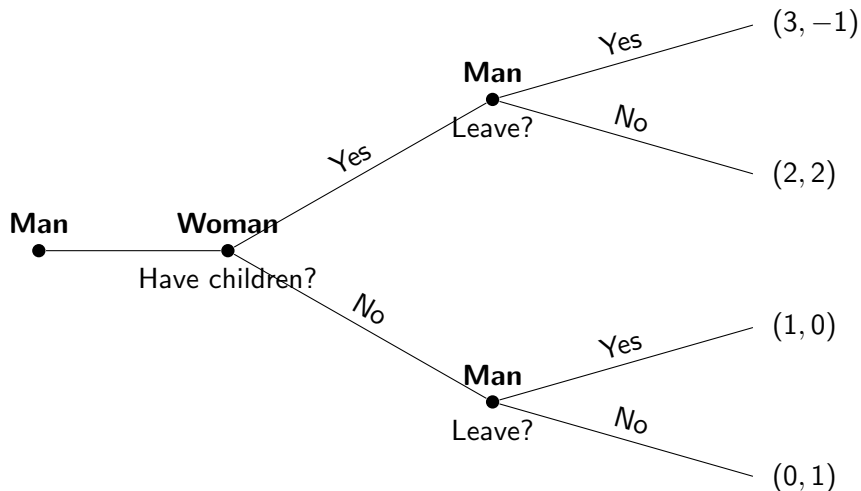 (3, −1)
Yes
Man
Leave?
No
(2, 2)
Yes
Man
Woman
Have children?
No
(1, 0)
Yes
Man
Leave?
No
(0, 1)